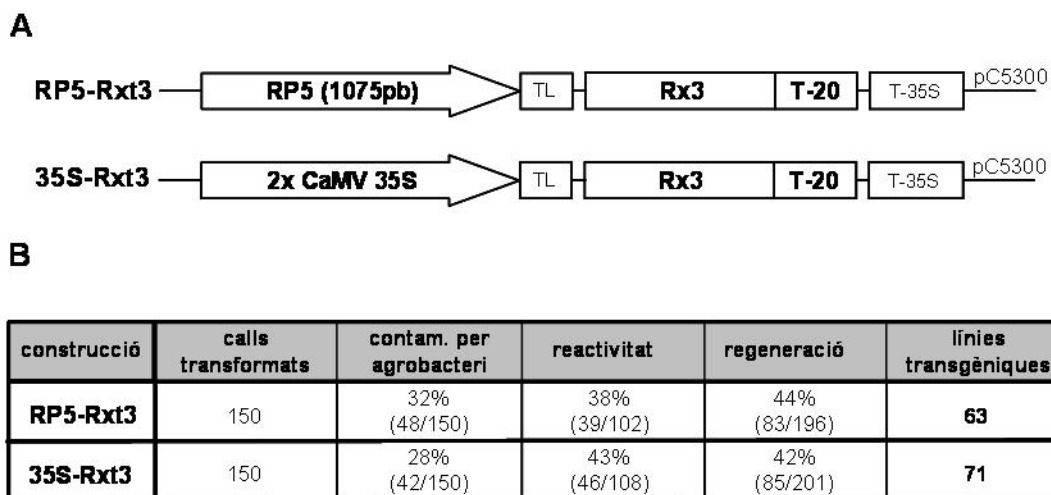 A
RP5-Rxt3 RP5 (1075pb) TL Rx3 T-20 T-35S pC5300
35S-Rxt3 2x CaMV 35S TL Rx3 T-20 T-35S pC5300
B
construcció calls transformats contam. per agrobacteri reactivitat regeneració línies transgèniques
RP5-Rxt3 150 32% (48/150) 38% (39/102) 44% (83/196) 63
35S-Rxt3 150 28% (42/150) 43% (46/108) 42% (85/201) 71